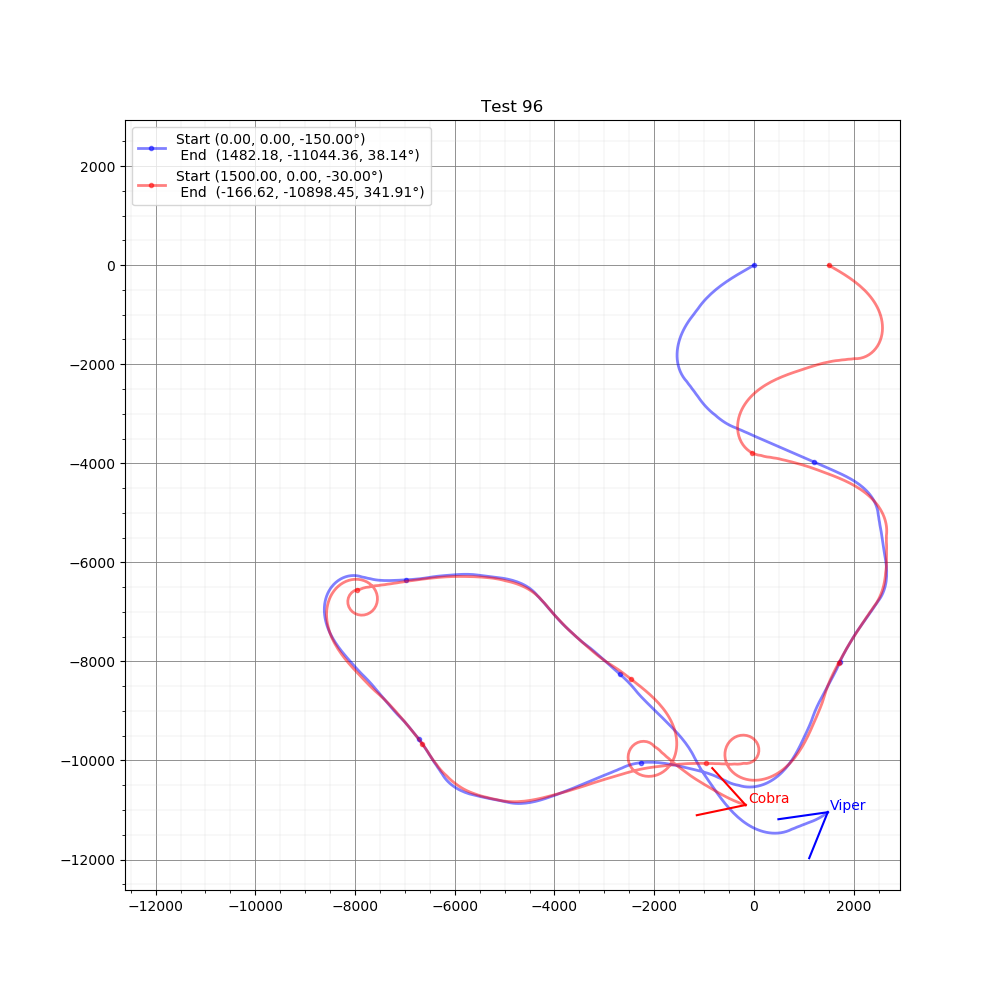 Test 96
Start (0.00, 0.00, -150.00°)
End  (1482.18, -11044.36, 38.14°)
Start (1500.00, 0.00, -30.00°)
End  (-166.62, -10898.45, 341.91°)
2000
0
−2000
−4000
−6000
−8000
−10000
−12000
Cobra
Viper
−12000 −10000 −8000 −6000 −4000 −2000 0 2000